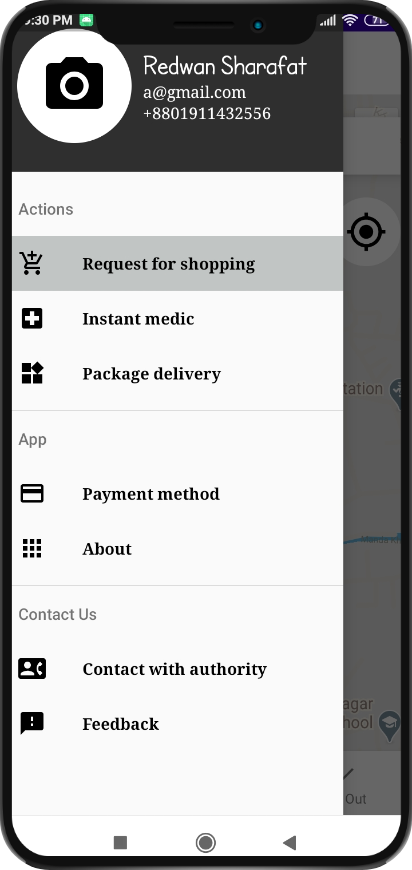 :30 PM
Redwan Sharafat
a@gmail.com
+8801911432556
Actions
Request for shopping
Instant medic
Package delivery
tation
App
Payment method
About
Contact Us
Contact with authority
agar
hool
Feedback
Out